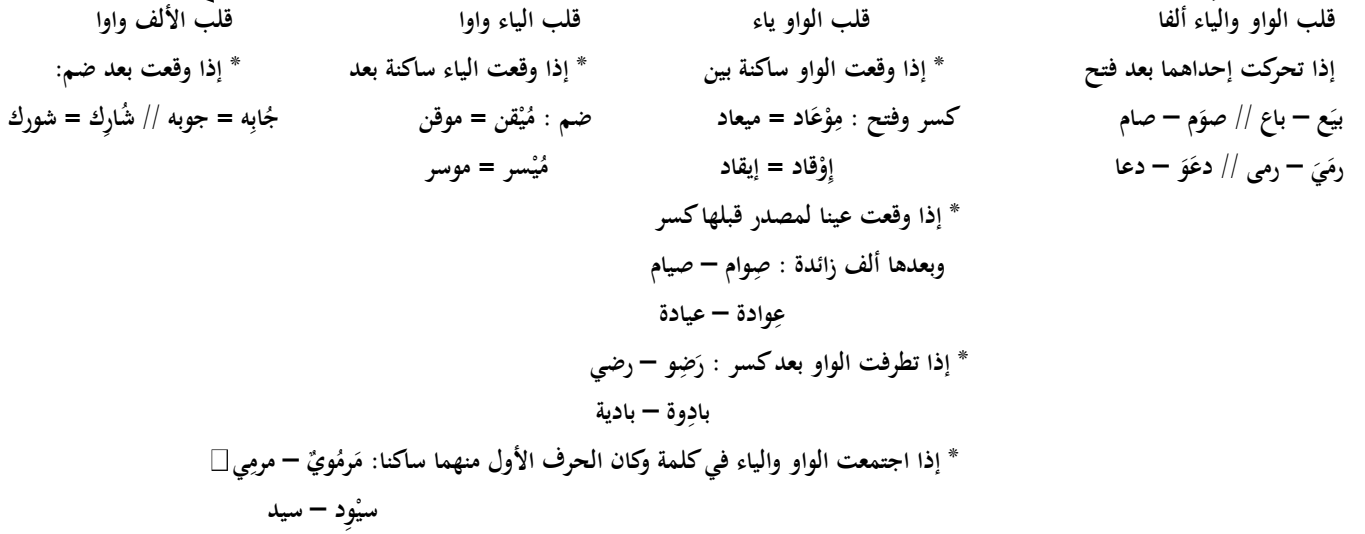 قلب الواو والياء ألفا قلب الواو ياء قلب الياء واوا قلب الألف واوا
إذا تحركت إحداهما بعد فتح * إذا وقعت الواو ساكنة بين * إذا وقعت الياء ساكنة بعد * إذا وقعت بعد ضم:
بيَع – باع // صوَم – صام كسر وفتح : مِوْعَاد = ميعاد ضم : مُيْقن = موقن جُابِه = جوبه // شُارِك = شورك
رمَيَ – رمى // دعَوَ – دعا إِوْقاد = إيقاد مُيْسر = موسر
* إذا وقعت عينا لمصدر قبلها كسر
وبعدها ألف زائدة : صِوام – صيام
عِوادة – عيادة
* إذا تطرفت الواو بعد كسر : رَضِو – رضي
بادِوة – بادية
* إذا اجتمعت الواو والياء في كلمة وكان الحرف الأول منهما ساكنا: مَرمُويٌ – مرمِي
سيْوِد – سيد